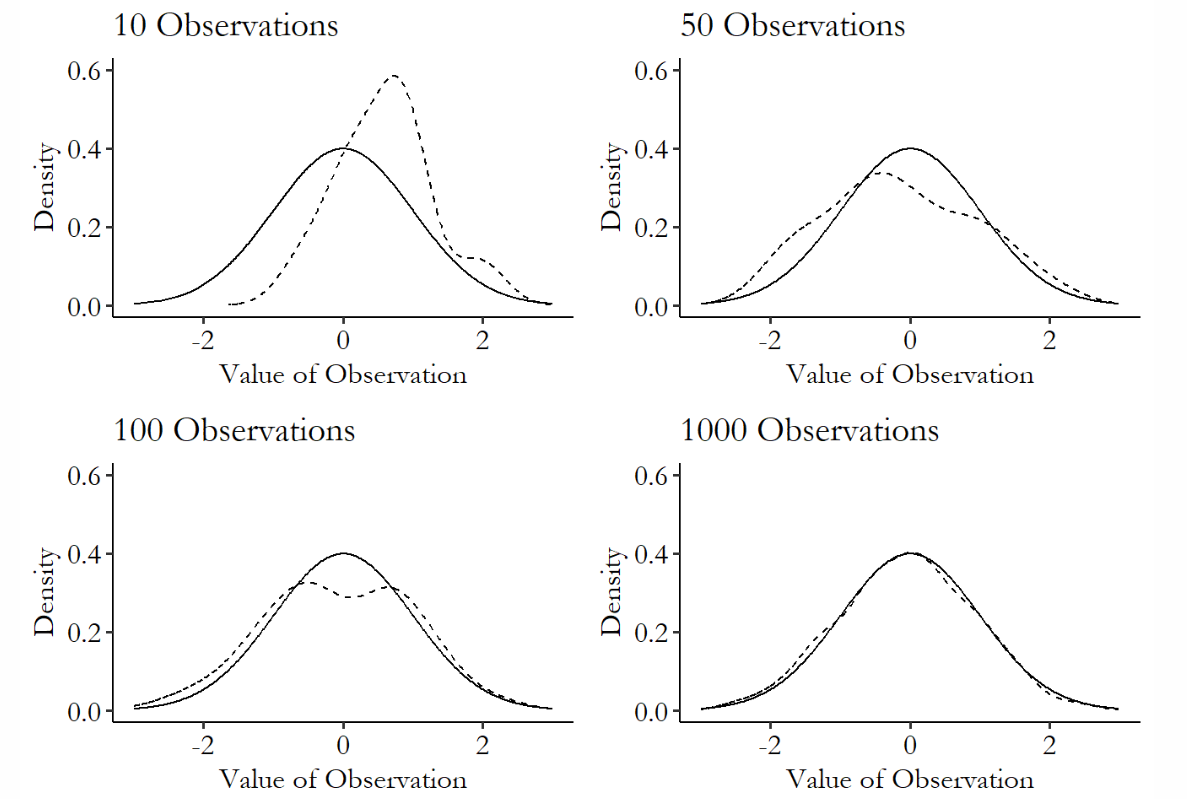 10 Observations
0.6
0.4
0.2
0.0
Density
-2 0 2
Value of Observation
50 Observations
0.6
0.4
0.2
0.0
Density
-2 0 2
Value of Observation
100 Observations
0.6
0.4
0.2
0.0
Density
-2 0 2
Value of Observation
1000 Observations
0.6
0.4
0.2
0.0
Density
-2 0 2
Value of Observation